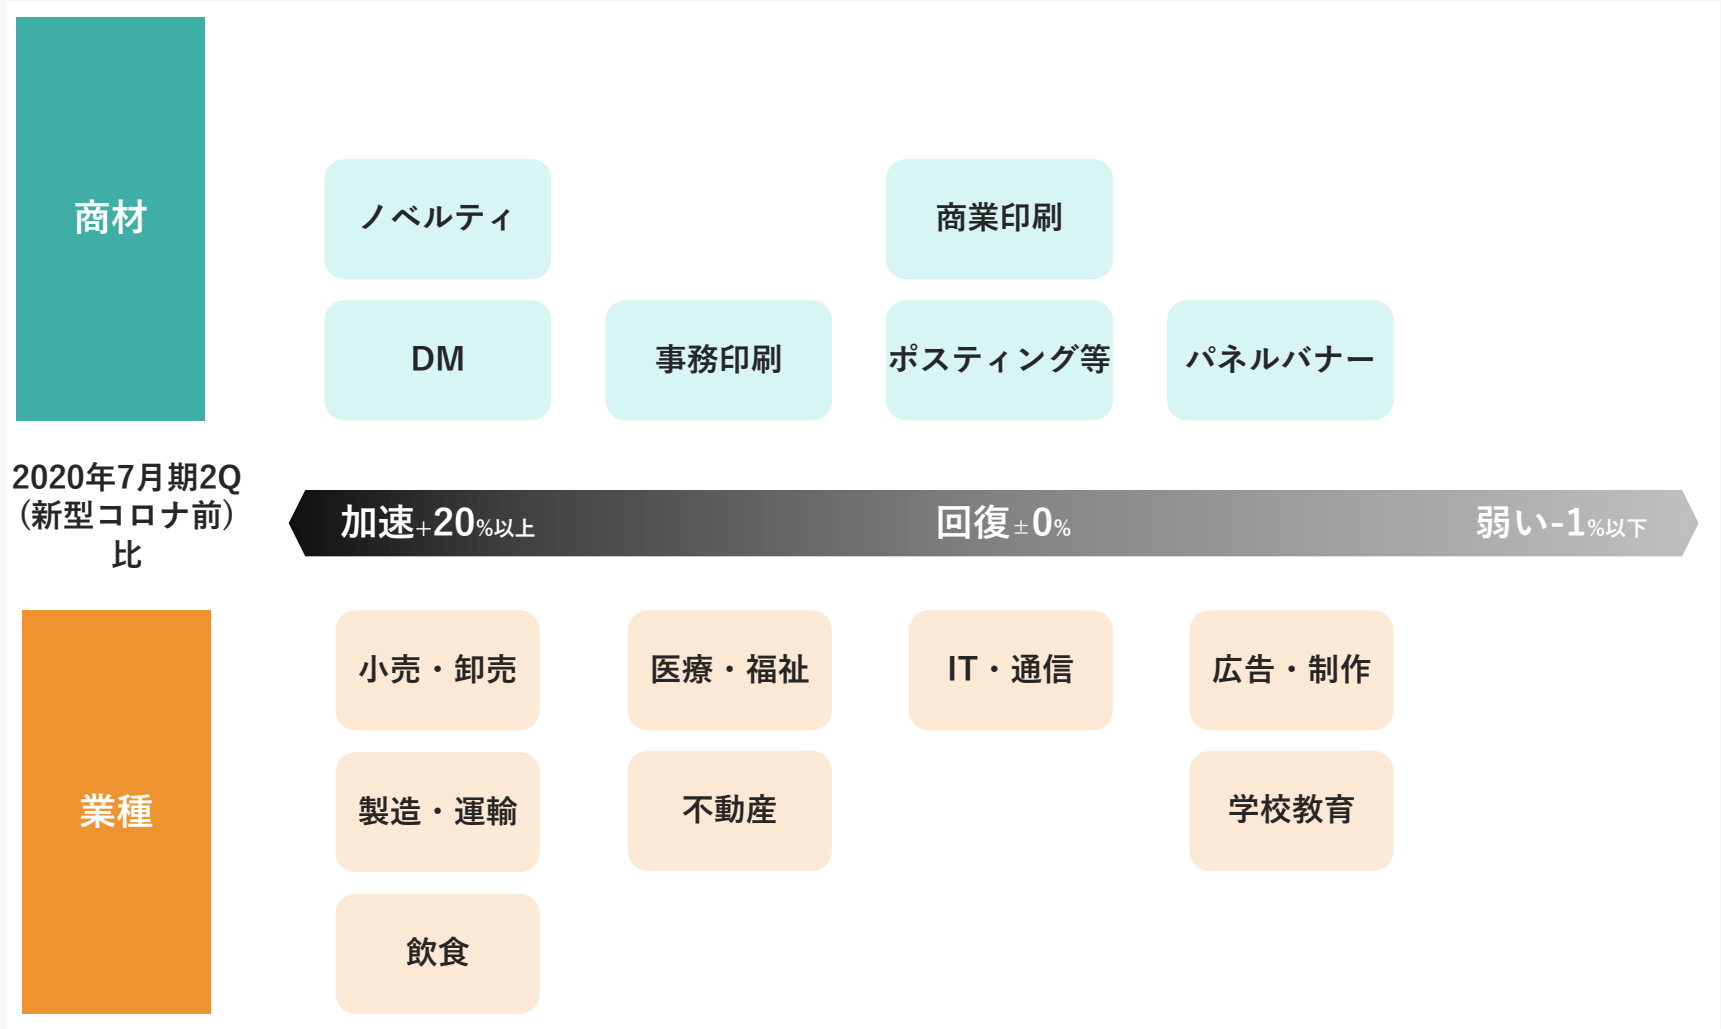 商材
ノベルティ
商業印刷
DM
事務印刷
ポスティング等
パネルバナー
2020年7月期2Q
(新型コロナ前)
比
加速+20%以上
回復±0%
弱い-1%以下
業種
小売・卸売
医療・福祉
IT・通信
広告・制作
製造・運輸
不動産
学校教育
飲食